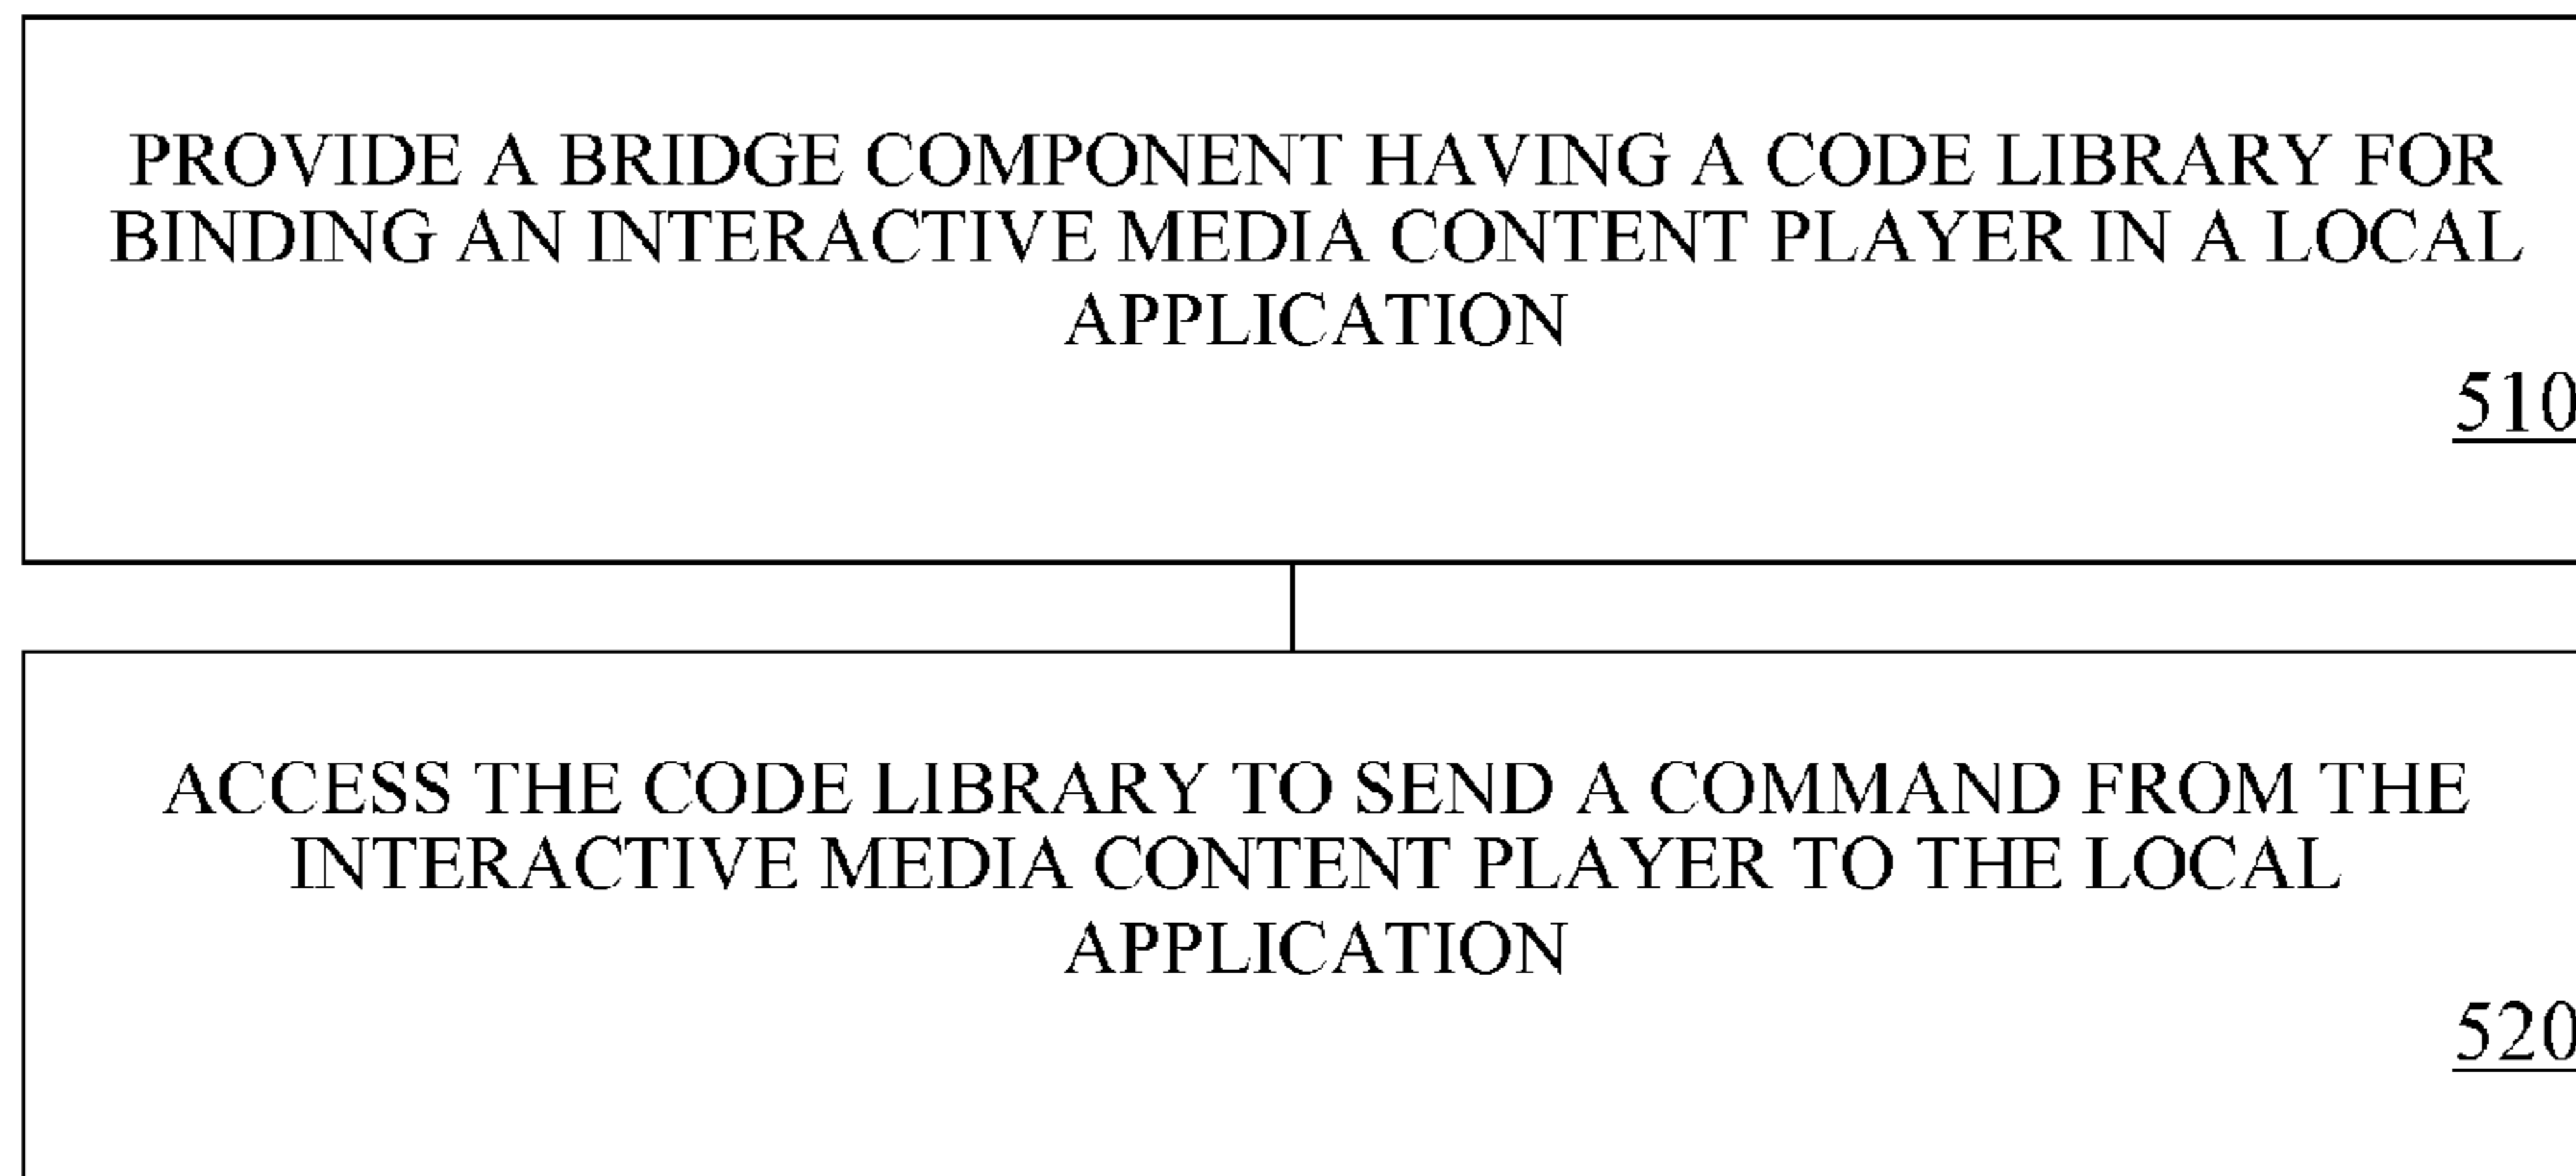 PROVIDE A BRIDGE COMPONENT HAVING A CODE LIBRARY FOR
BINDING AN INTERACTIVE MEDIA CONTENT PLAYER IN A LOCAL
APPLICATION
510
ACCESS THE CODE LIBRARY TO SEND A COMMAND FROM THE
INTERACTIVE MEDIA CONTENT PLAYER TO THE LOCAL
APPLICATION
520